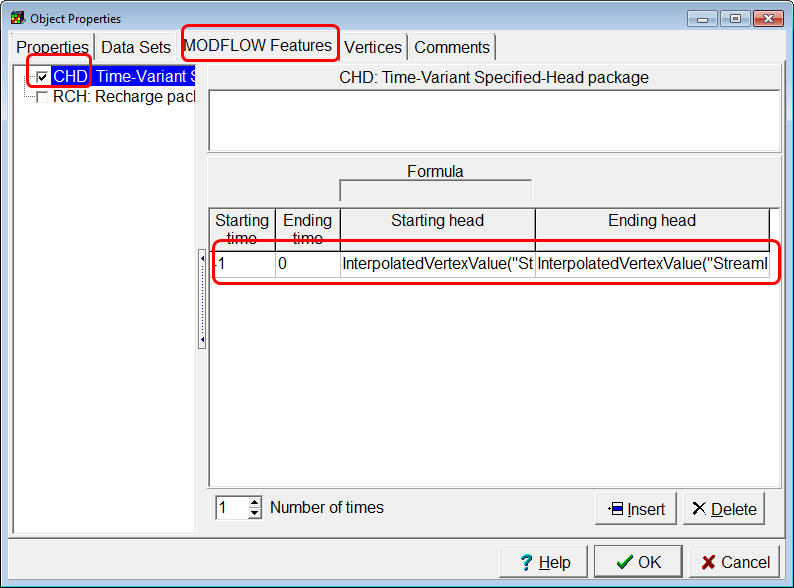 Object Properties
Properties Data Sets MODFLOW Features Vertices Comments
CHD: Time-Variant S
RCH: Recharge pack
CHD: Time-Variant Specified-Head package
Formula
Starting time Ending time Starting head Ending head
-1 0 InterpolatedVertexValue("St InterpolatedVertexValue("Streaml
1 Number of times Insert Delete
? Help OK Cancel